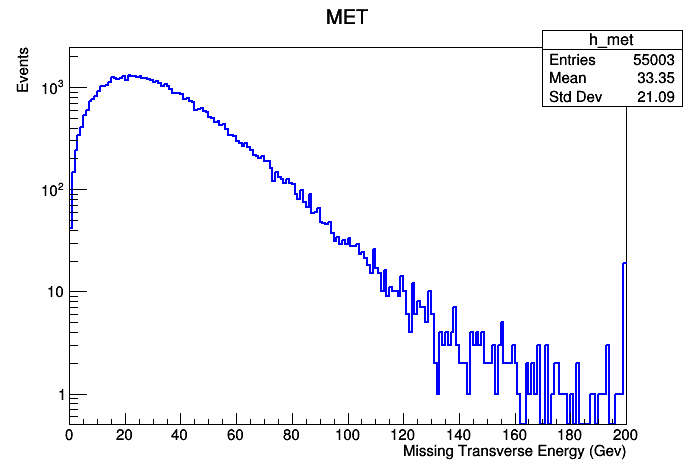 MET
h_met
Entries 55003
Mean 33.35
Std Dev 21.09
Events
10³
10²
10
1
0 20 40 60 80 100 120 140 160 180 200
Missing Transverse Energy (Gev)